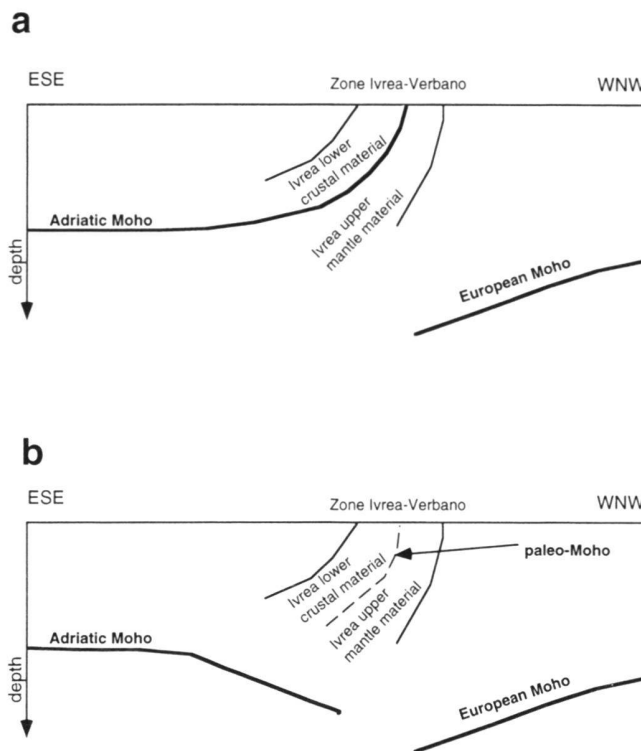 a
ESE
Zone Ivrea-Verbano
WNW
Ivrea lower
crustal material
Adriatic Moho
Ivrea upper
mantle material
European Moho
depth
b
ESE
Zone Ivrea-Verbano
WNW
paleo-Moho
Ivrea lower
crustal material
Ivrea upper
mantle material
Adriatic Moho
European Moho
depth